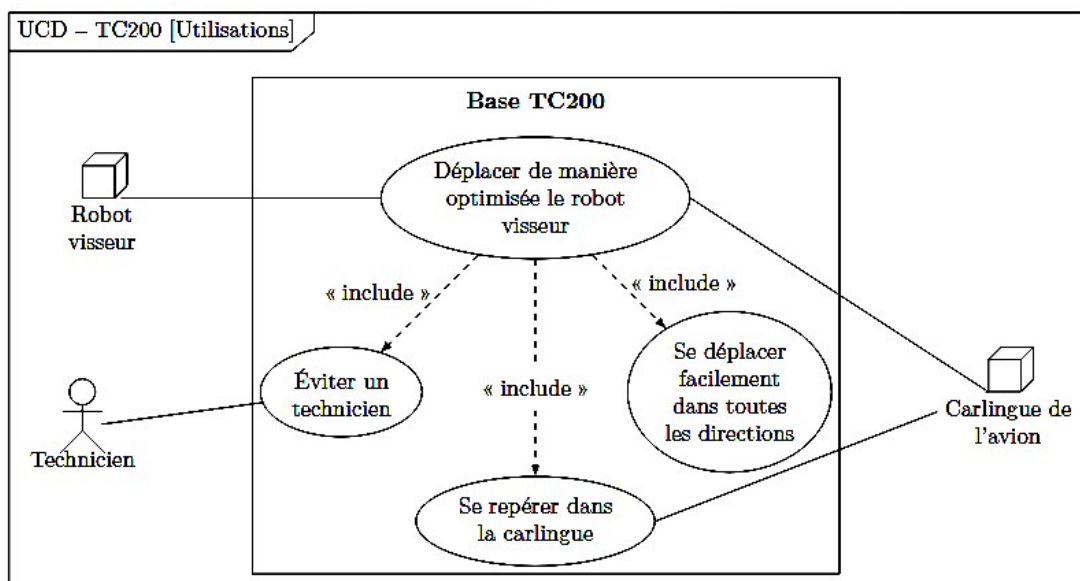 UCD – TC200 [Utilisations]
Base TC200
Déplacer de manière
optimisée le robot
visseur
Robot
visseur
« include »
« include »
« include »
Éviter un
technicien
Se déplacer
facilement
dans toutes
les directions
Technicien
Carlingue de
l'avion
Se repérer dans
la carlingue